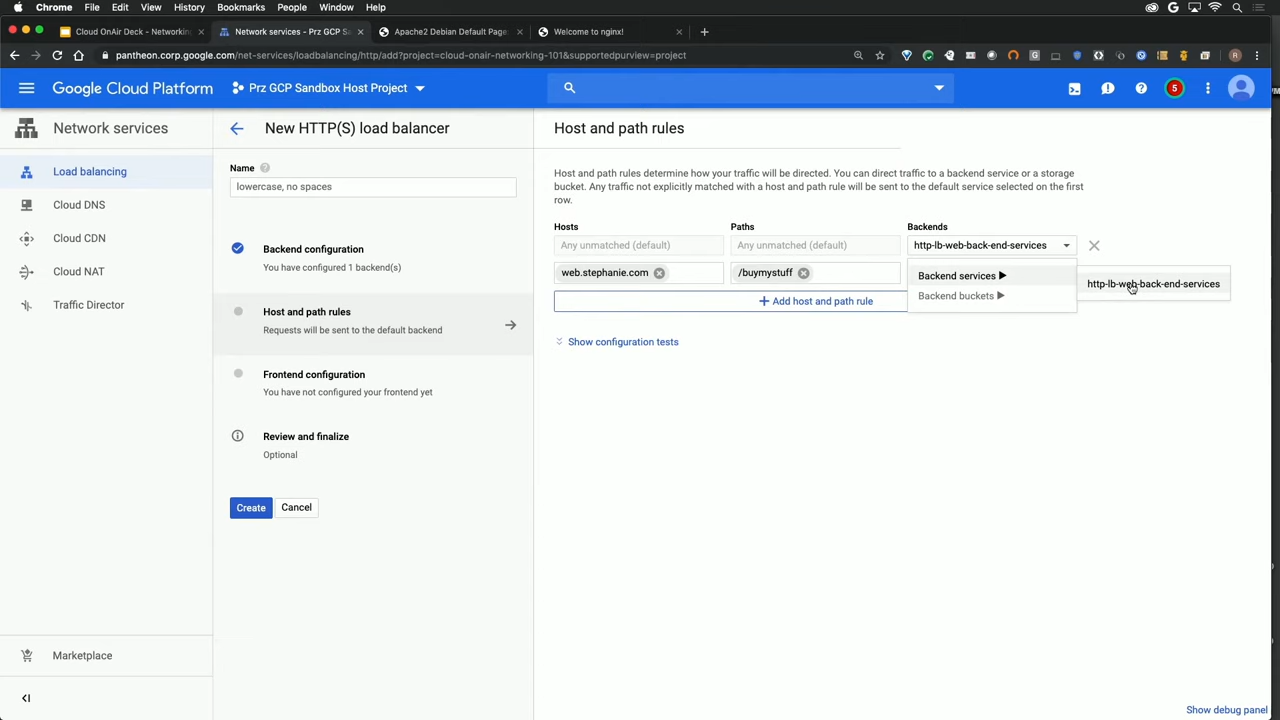 Chrome File Edit View History Bookmarks People Window Help
Cloud OnAir Deck - Networking
Network services - Prz GCP S
Apache2 Debian Default Page:
Welcome to nginx!
pantheon.corp.google.com/net-services/loadbalancing/http/add?project=cloud-onair-networking-101&supportedpurview=project
R
Google Cloud Platform
Prz GCP Sandbox Host Project
5
Network services
New HTTP(S) load balancer
Host and path rules
Load balancing
Cloud DNS
Cloud CDN
Cloud NAT
Traffic Director
Marketplace
Name
lowercase, no spaces
Backend configuration
You have configured 1 backend(s)
Host and path rules
Requests will be sent to the default backend
Frontend configuration
You have not configured your frontend yet
Review and finalize
Optional
Create Cancel
Host and path rules determine how your traffic will be directed. You can direct traffic to a backend service or a storage
bucket. Any traffic not explicitly matched with a host and path rule will be sent to the default service selected on the first
row.
Hosts Paths Backends
Any unmatched (default) Any unmatched (default) http-lb-web-back-end-services
web.stephanie.com /buymystuff
Backend services
http-lb-web-back-end-services
Backend buckets
Add host and path rule
Show configuration tests
Show debug panel